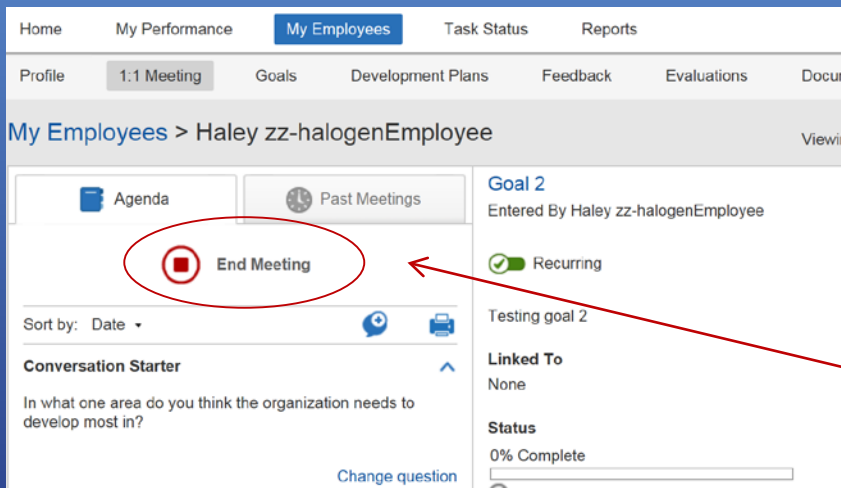 Home My Performance My Employees Task Status Reports
Profile 1:1 Meeting Goals Development Plans Feedback Evaluations
My Employees > Haley zz-halogenEmployee
Agenda Past Meetings
End Meeting
Sort by: Date
Conversation Starter
In what one area do you think the organization needs to
develop most in?
Change question
Goal 2
Entered By Haley zz-halogenEmployee
Recurring
Testing goal 2
Linked To
None
Status
0% Complete